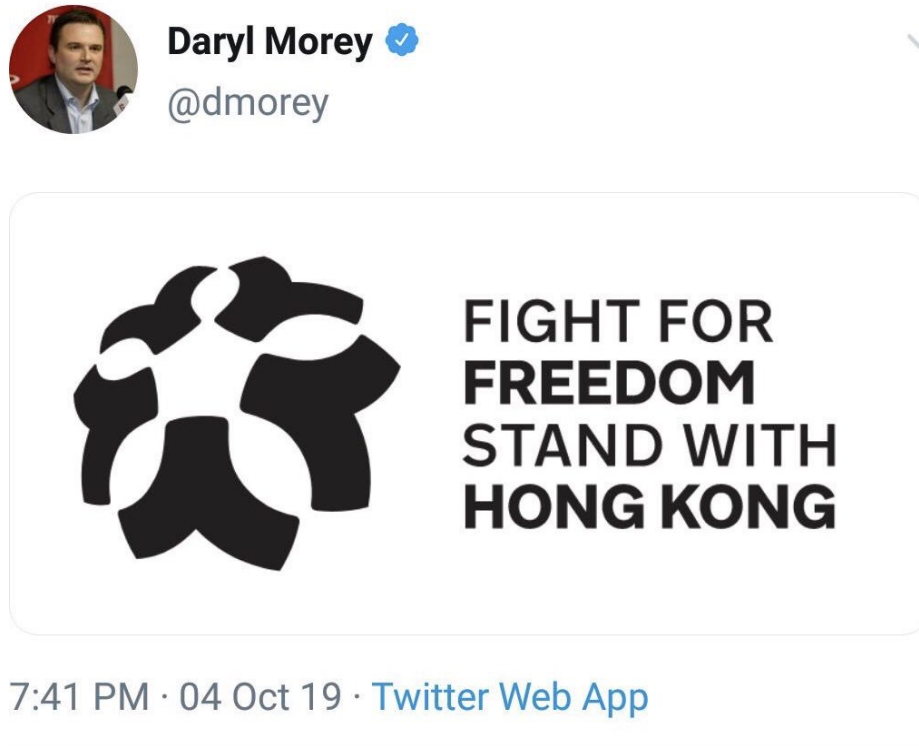 Daryl Morey
@dmorey
FIGHT FOR
FREEDOM
STAND WITH
HONG KONG
7:41 PM · 04 Oct 19 · Twitter Web App